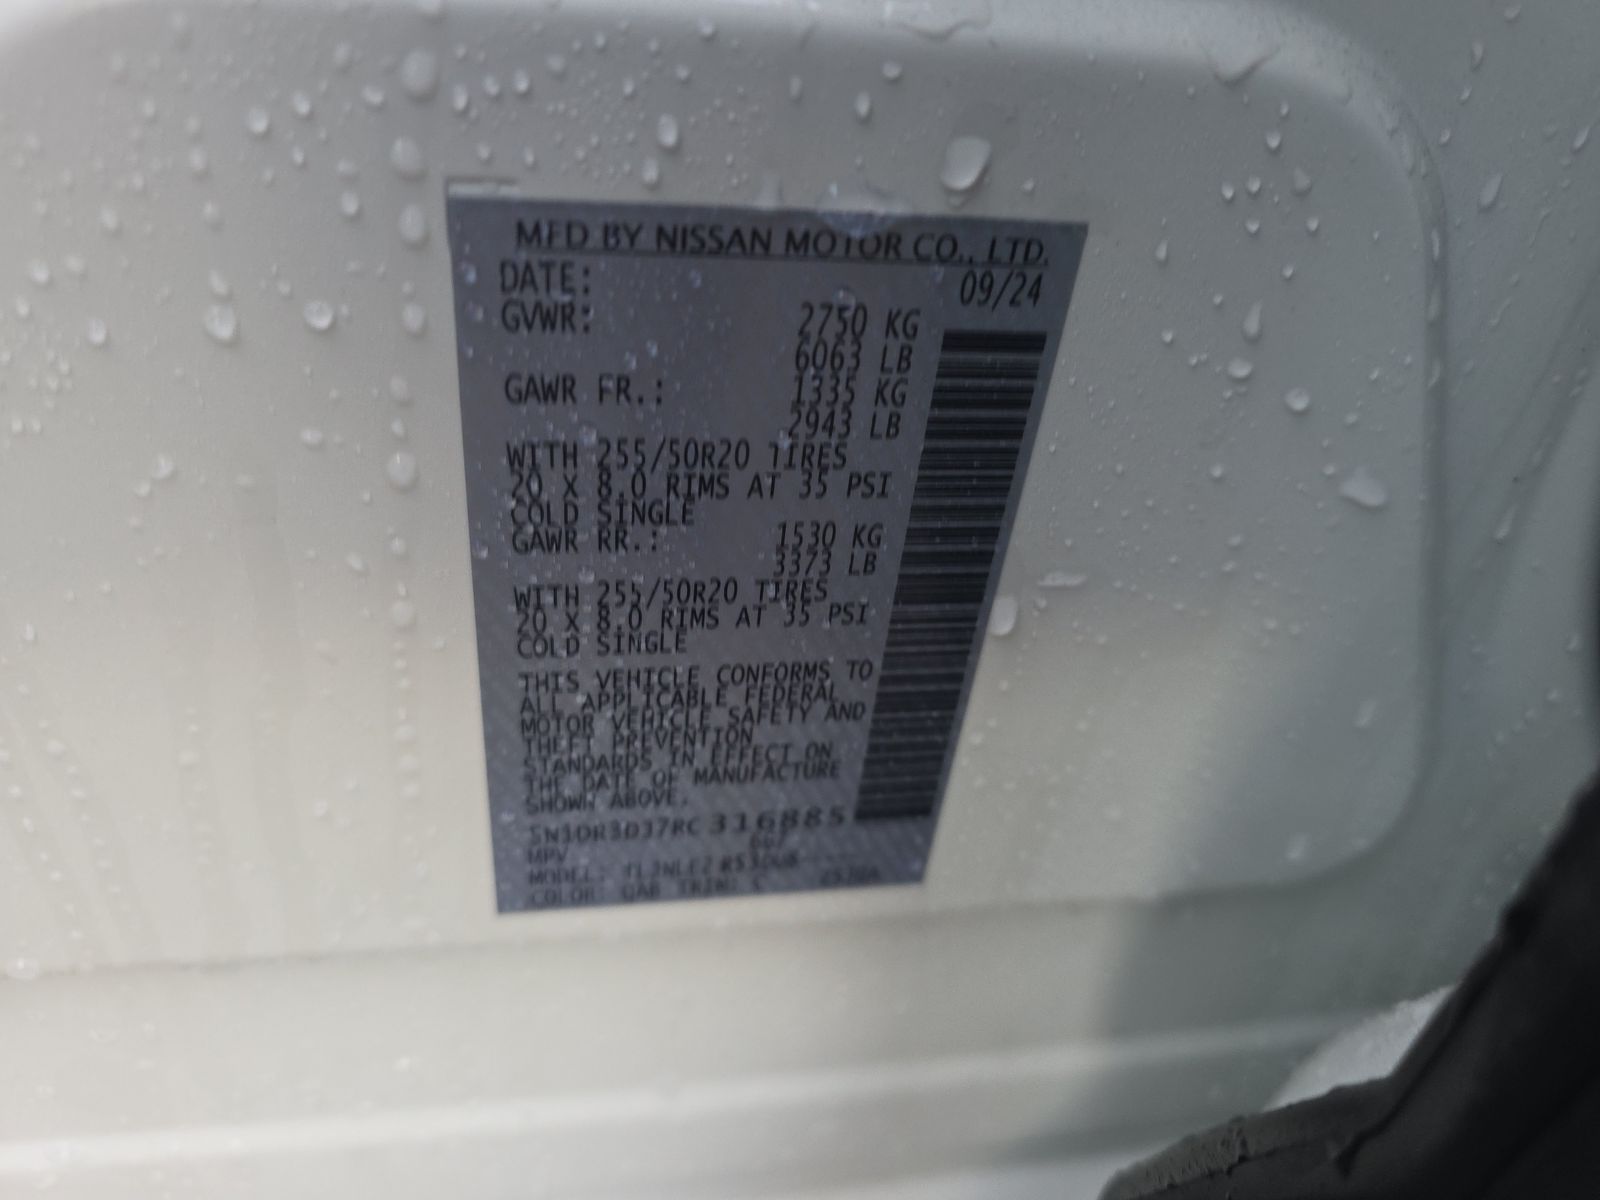 MFD BY NISSAN MOTOR CO., LTD.
DATE: 09/24
GVWR: 2750 KG
6063 LB
GAWR FR.: 1335 KG
2943 LB
WITH 255/50R20 TIRES
20 X 8.0 RIMS AT 35 PSI
COLD SINGLE
GAWR RR.: 1530 KG
3373 LB
WITH 255/50R20 TIRES
20 X 8.0 RIMS AT 35 PSI
COLD SINGLE
THIS VEHICLE CONFORMS TO
ALL APPLICABLE FEDERAL
MOTOR VEHICLE SAFETY AND
THEFT PREVENTION
STANDARDS IN EFFECT ON
THE DATE OF MANUFACTURE
SHOWN ABOVE.
316885
MPV 667
MODEL:
COLOR: QAB TRIM: